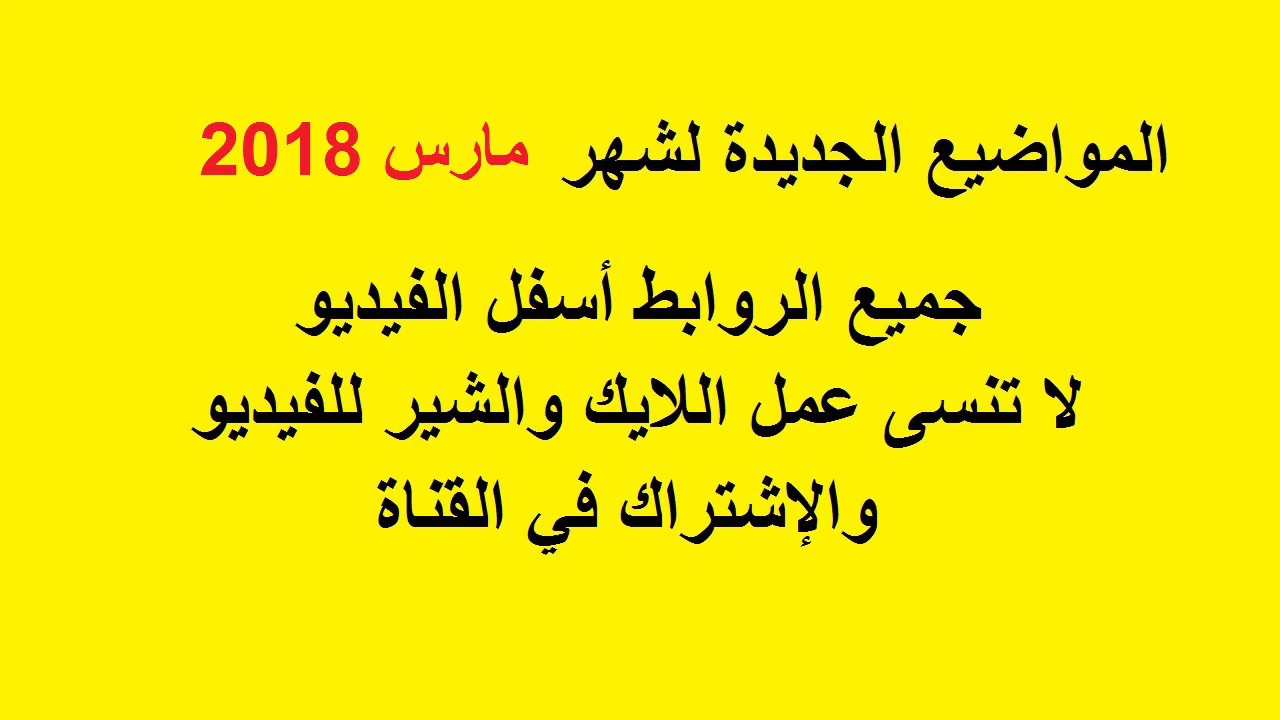 المواضيع الجديدة لشهر مارس 2018
جميع الروابط أسفل الفيديو
لا تنسى عمل اللايك والشير للفيديو
والإشتراك في القناة